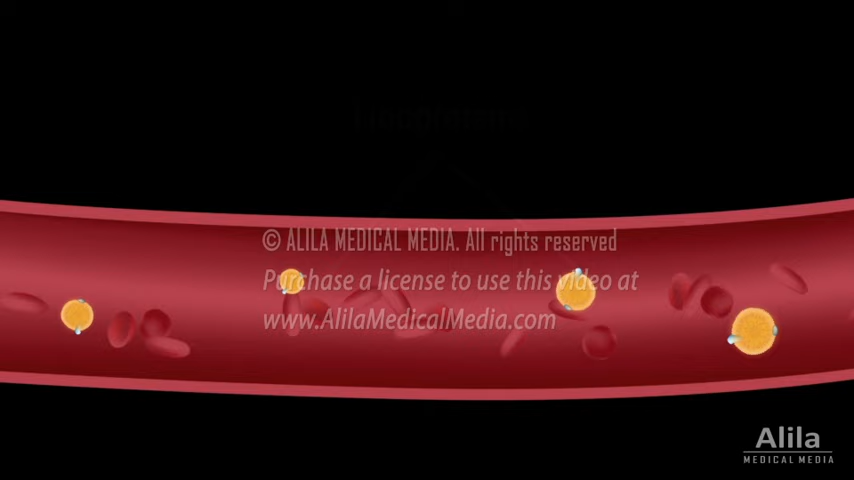 © ALILA MEDICAL MEDIA. All rights reserved
Purchase a license to use this video at
www.AlilaMedicalMedia.com
Alila
MEDICAL MEDIA